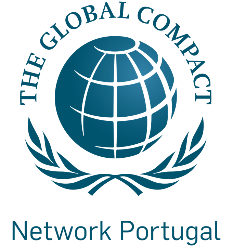 THE GLOBAL COMPACT
Network Portugal